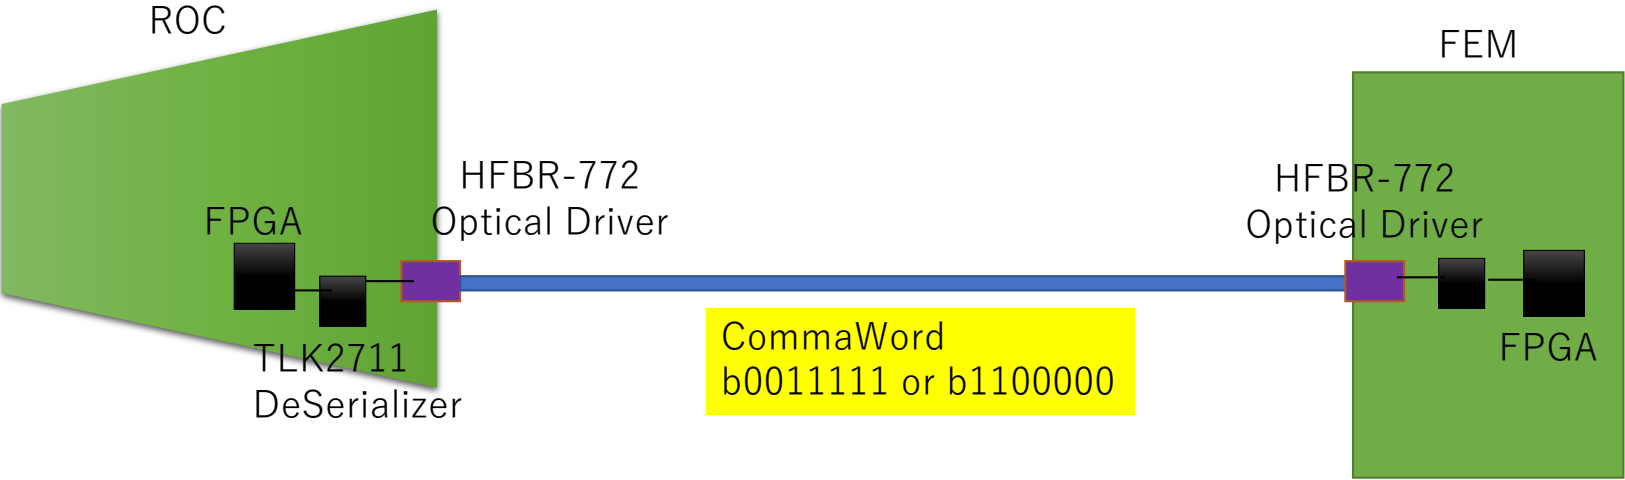 ROC
FEM
HFBR-772
Optical Driver
HFBR-772
Optical Driver
FPGA
TLK2711
DeSerializer
CommaWord
b0011111 or b1100000
FPGA